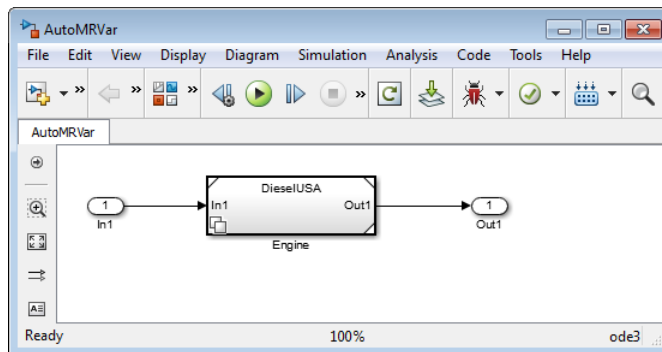 AutoMRVar
File Edit View Display Diagram Simulation Analysis Code Tools Help
AutoMRVar
DieselUSA
1 In1 Out1 1
In1 Out1
Engine
Ready 100% ode3